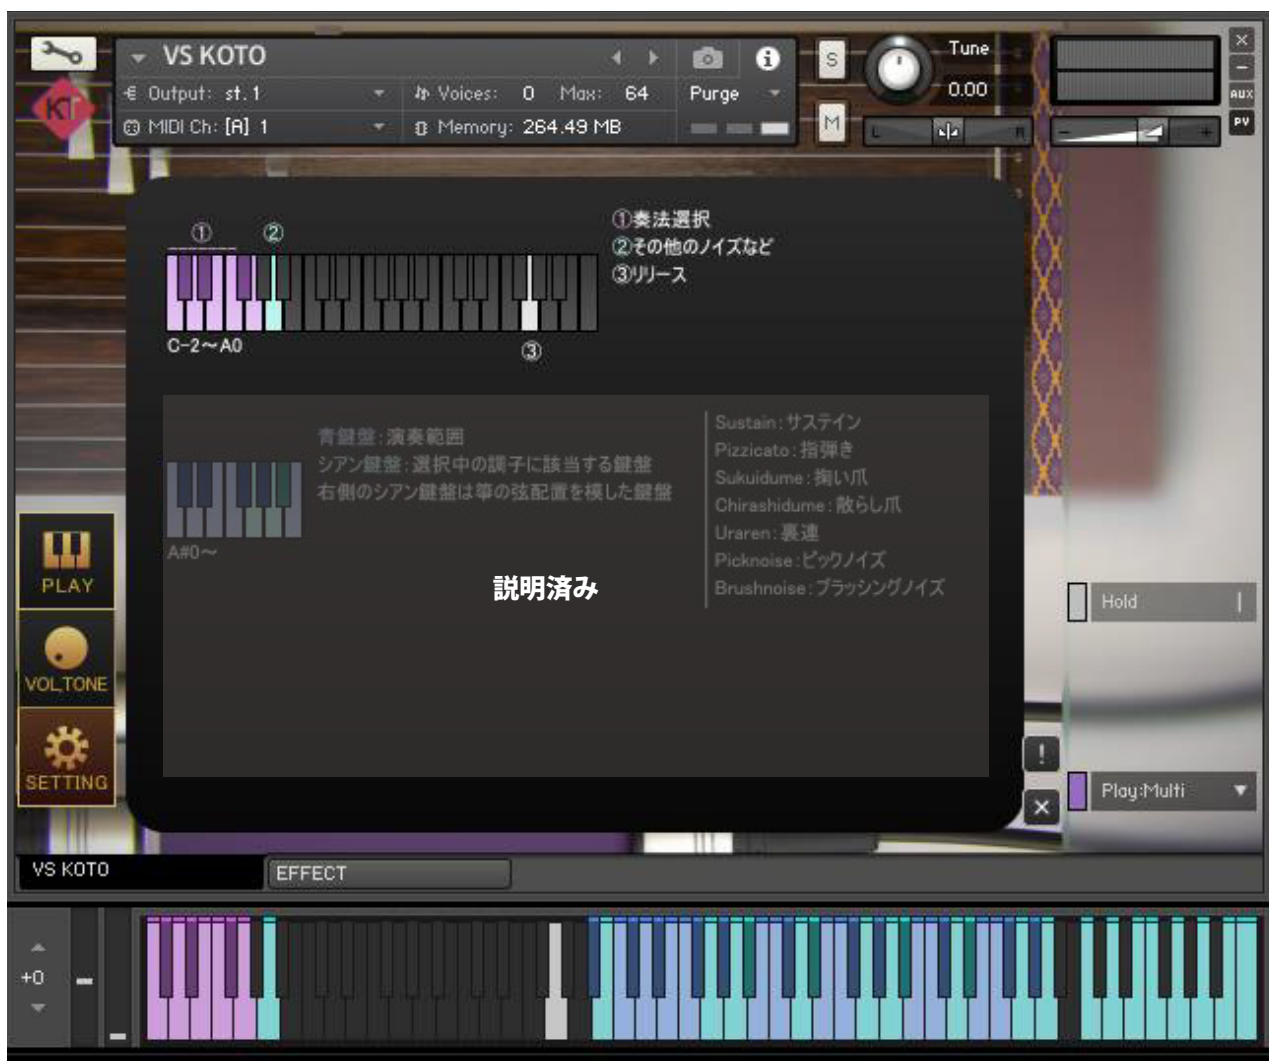 VS KOTO
Output: st.1
Voices: 0 Max: 64
Purge
MIDI Ch: [A] 1
Memory: 264.49 MB
S
M
Tune
0.00
L
R
×
−
AUX
PV
KT
①
②
C-2～A0
③
①奏法選択
②その他のノイズなど
③リリース
青鍵盤:演奏範囲
シアン鍵盤:選択中の調子に該当する鍵盤
右側のシアン鍵盤は箏の弦配置を模した鍵盤
A#0～
Sustain:サステイン
Pizzicato:指弾き
Sukuidume:掬い爪
Chirashidume:散らし爪
Uraren:裏連
Picknoise:ピックノイズ
Brushnoise:ブラッシングノイズ
説明済み
PLAY
VOL,TONE
SETTING
Hold
!
×
Play:Multi
VS KOTO
EFFECT
+0